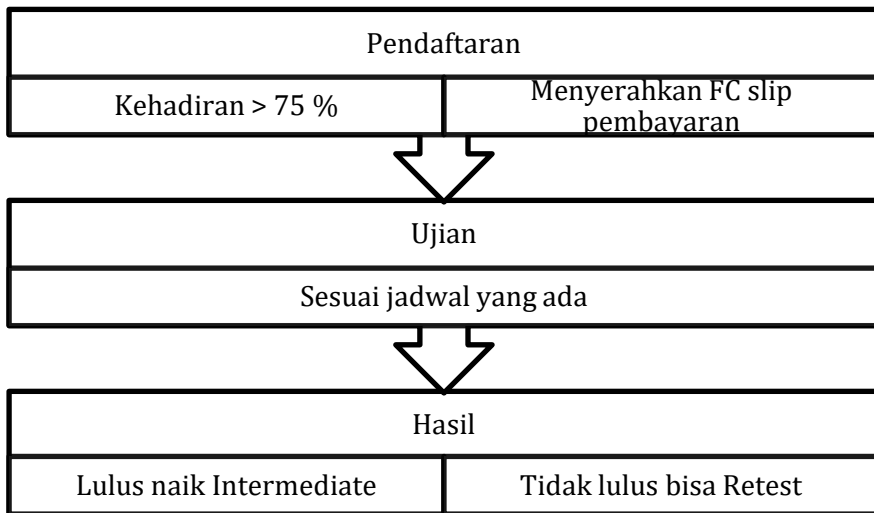 Pendaftaran
Kehadiran > 75 %
Menyerahkan FC slip
pembayaran
Ujian
Sesuai jadwal yang ada
Hasil
Lulus naik Intermediate
Tidak lulus bisa Retest